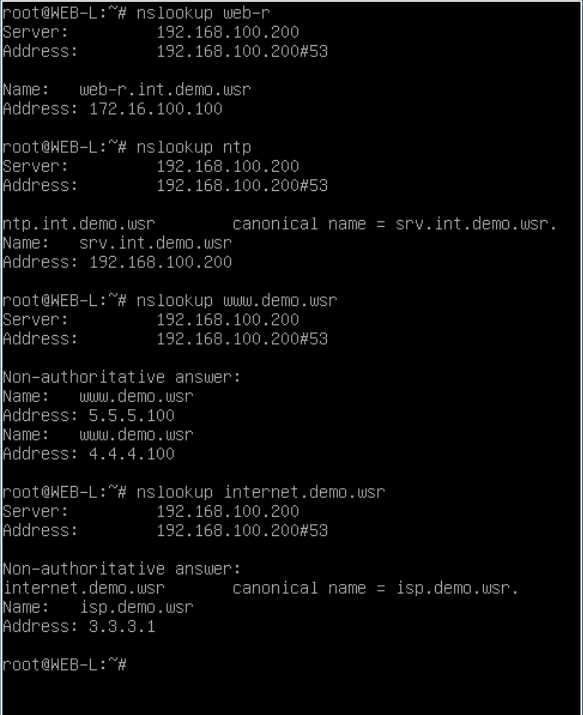 root@WEB-L:~# nslookup web-r
Server:         192.168.100.200
Address:        192.168.100.200#53
Name:   web-r.int.demo.wsr
Address: 172.16.100.100
root@WEB-L:~# nslookup ntp
Server:         192.168.100.200
Address:        192.168.100.200#53
ntp.int.demo.wsr        canonical name = srv.int.demo.wsr.
Name:   srv.int.demo.wsr
Address: 192.168.100.200
root@WEB-L:~# nslookup www.demo.wsr
Server:         192.168.100.200
Address:        192.168.100.200#53
Non-authoritative answer:
Name:   www.demo.wsr
Address: 5.5.5.100
Name:   www.demo.wsr
Address: 4.4.4.100
root@WEB-L:~# nslookup internet.demo.wsr
Server:         192.168.100.200
Address:        192.168.100.200#53
Non-authoritative answer:
internet.demo.wsr       canonical name = isp.demo.wsr.
Name:   isp.demo.wsr
Address: 3.3.3.1
root@WEB-L:~#